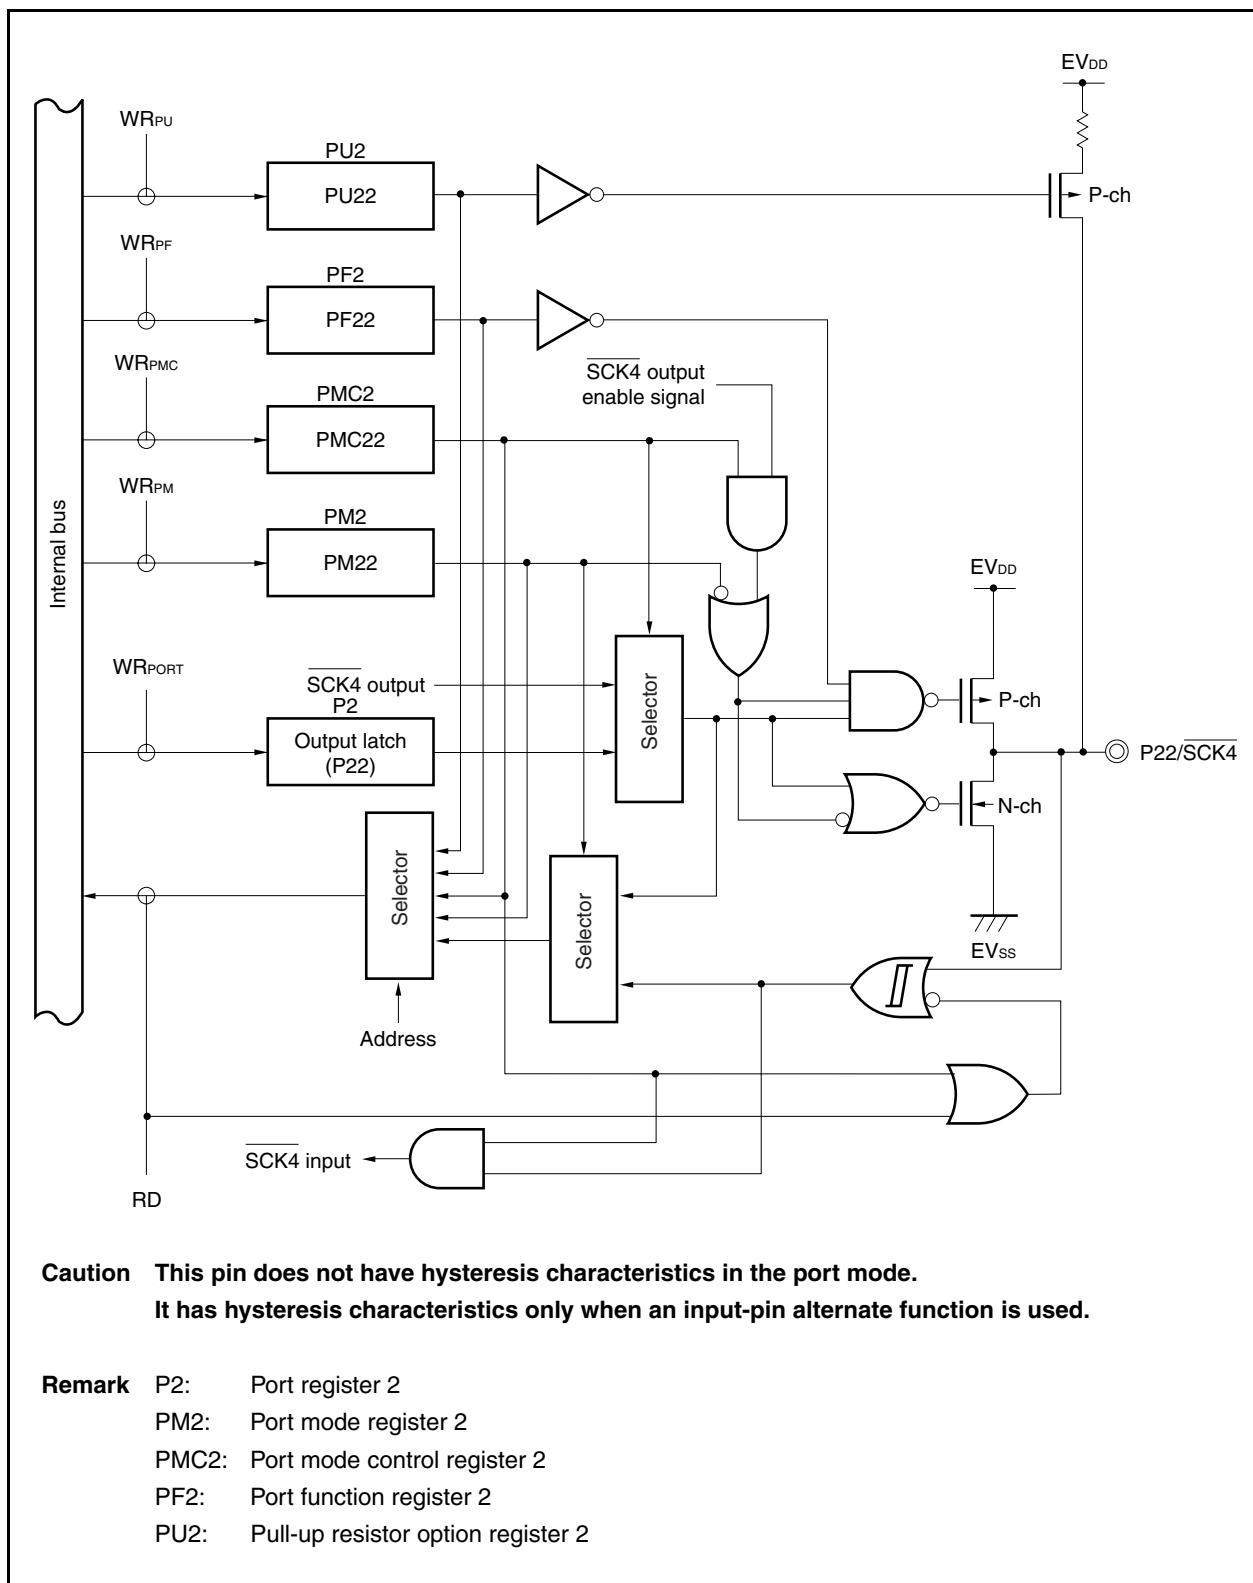 EVDD
WRPU
PU2
PU22
P-ch
WRPF
PF2
PF22
WRPMC
SCK4 output
enable signal
PMC2
PMC22
WRPM
PM2
PM22
Internal bus
EVDD
WRPORT
SCK4 output
P2
Output latch
(P22)
Selector
P-ch
P22/SCK4
N-ch
Selector
Selector
EVSS
Address
SCK4 input
RD
Caution This pin does not have hysteresis characteristics in the port mode.
It has hysteresis characteristics only when an input-pin alternate function is used.
Remark P2: Port register 2
PM2: Port mode register 2
PMC2: Port mode control register 2
PF2: Port function register 2
PU2: Pull-up resistor option register 2